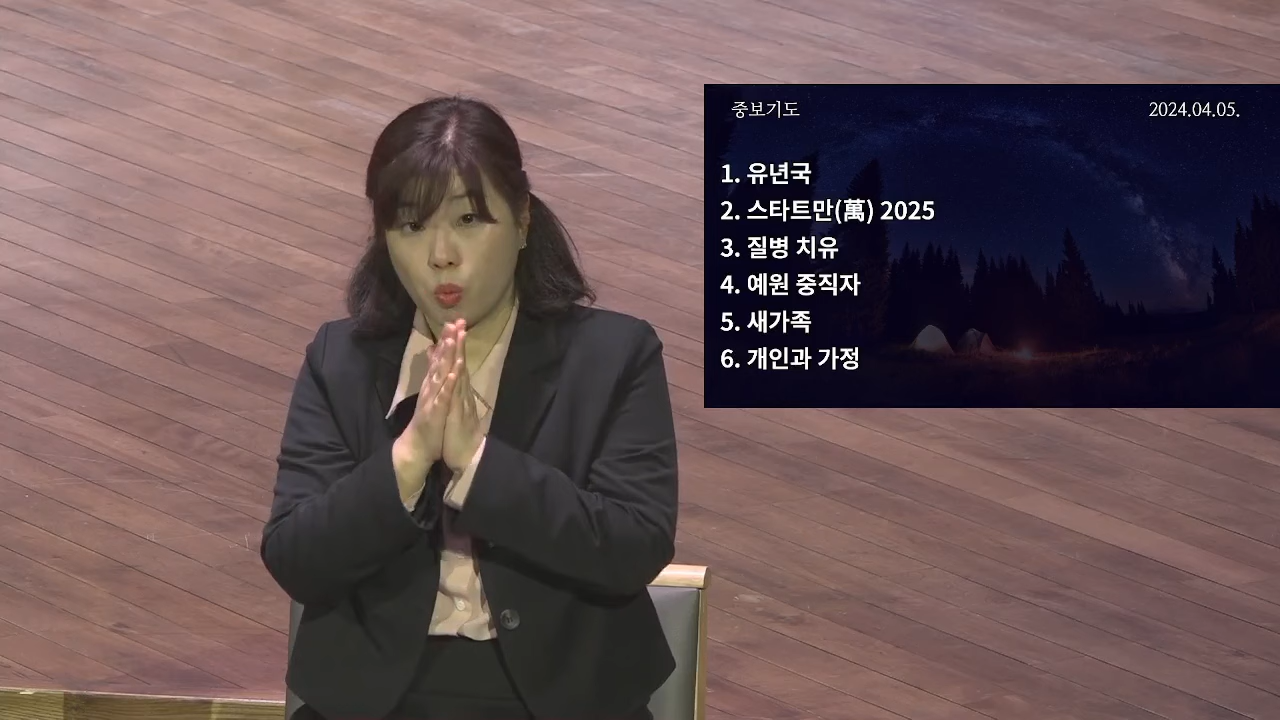 중보기도
2024.04.05.
1. 유년국
2. 스타트만(萬) 2025
3. 질병 치유
4. 예원 중직자
5. 새가족
6. 개인과 가정